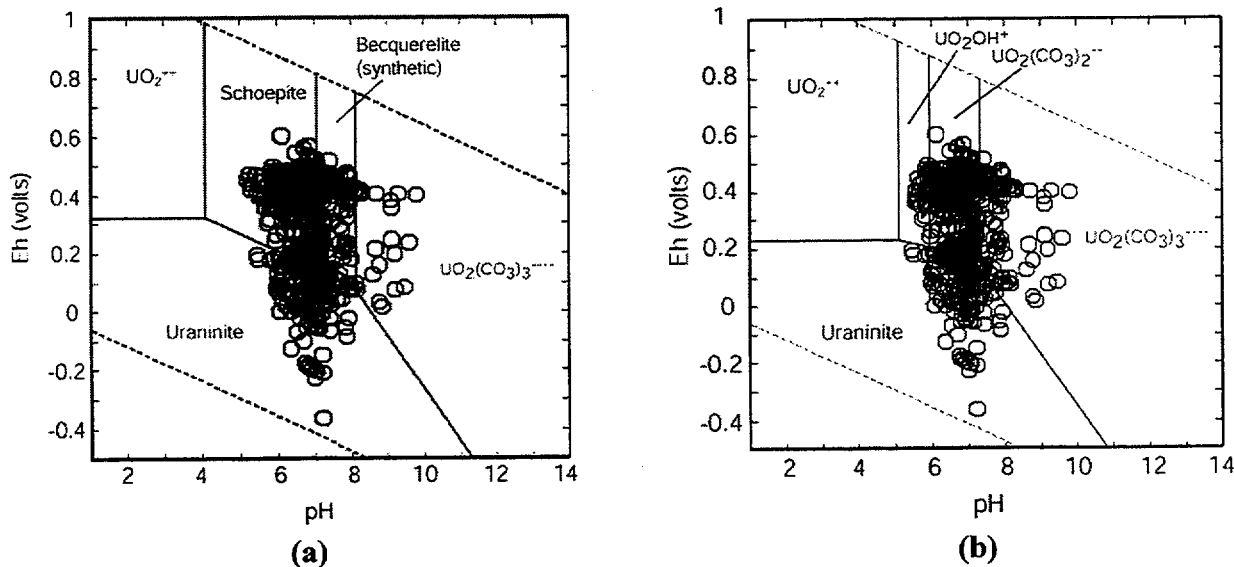 1
0.8
0.6
0.4
0.2
0
-0.2
-0.4
Eh (volts)
UO2++
Schoepite
Becquerelite
(synthetic)
UO2(CO3)3----
Uraninite
2 4 6 8 10 12 14
pH
(a)
1
0.8
0.6
0.4
0.2
0
-0.2
-0.4
Eh (volts)
UO2++
UO2OH+
UO2(CO3)2--
UO2(CO3)3----
Uraninite
2 4 6 8 10 12 14
pH
(b)